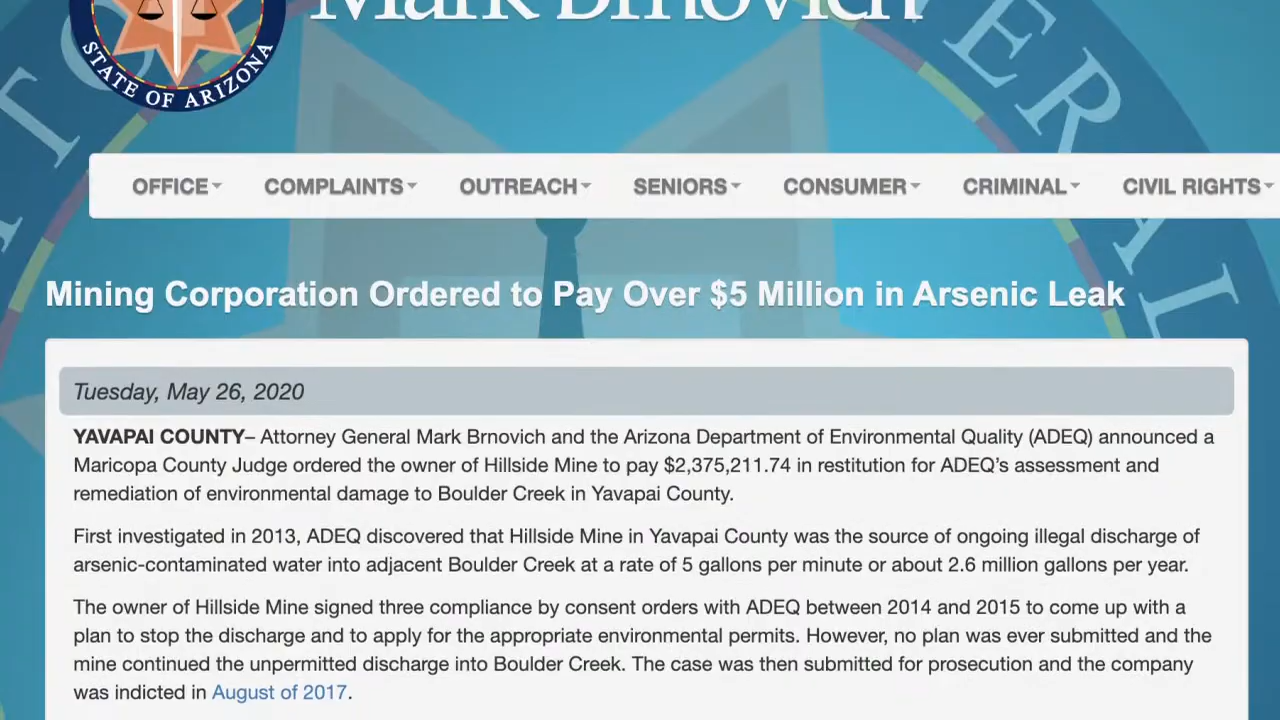 Mark Brnovich
STATE OF ARIZONA
OFFICE
COMPLAINTS
OUTREACH
SENIORS
CONSUMER
CRIMINAL
CIVIL RIGHTS
Mining Corporation Ordered to Pay Over $5 Million in Arsenic Leak
Tuesday, May 26, 2020
YAVAPAI COUNTY– Attorney General Mark Brnovich and the Arizona Department of Environmental Quality (ADEQ) announced a
Maricopa County Judge ordered the owner of Hillside Mine to pay $2,375,211.74 in restitution for ADEQ’s assessment and
remediation of environmental damage to Boulder Creek in Yavapai County.
First investigated in 2013, ADEQ discovered that Hillside Mine in Yavapai County was the source of ongoing illegal discharge of
arsenic-contaminated water into adjacent Boulder Creek at a rate of 5 gallons per minute or about 2.6 million gallons per year.
The owner of Hillside Mine signed three compliance by consent orders with ADEQ between 2014 and 2015 to come up with a
plan to stop the discharge and to apply for the appropriate environmental permits. However, no plan was ever submitted and the
mine continued the unpermitted discharge into Boulder Creek. The case was then submitted for prosecution and the company
was indicted in August of 2017.